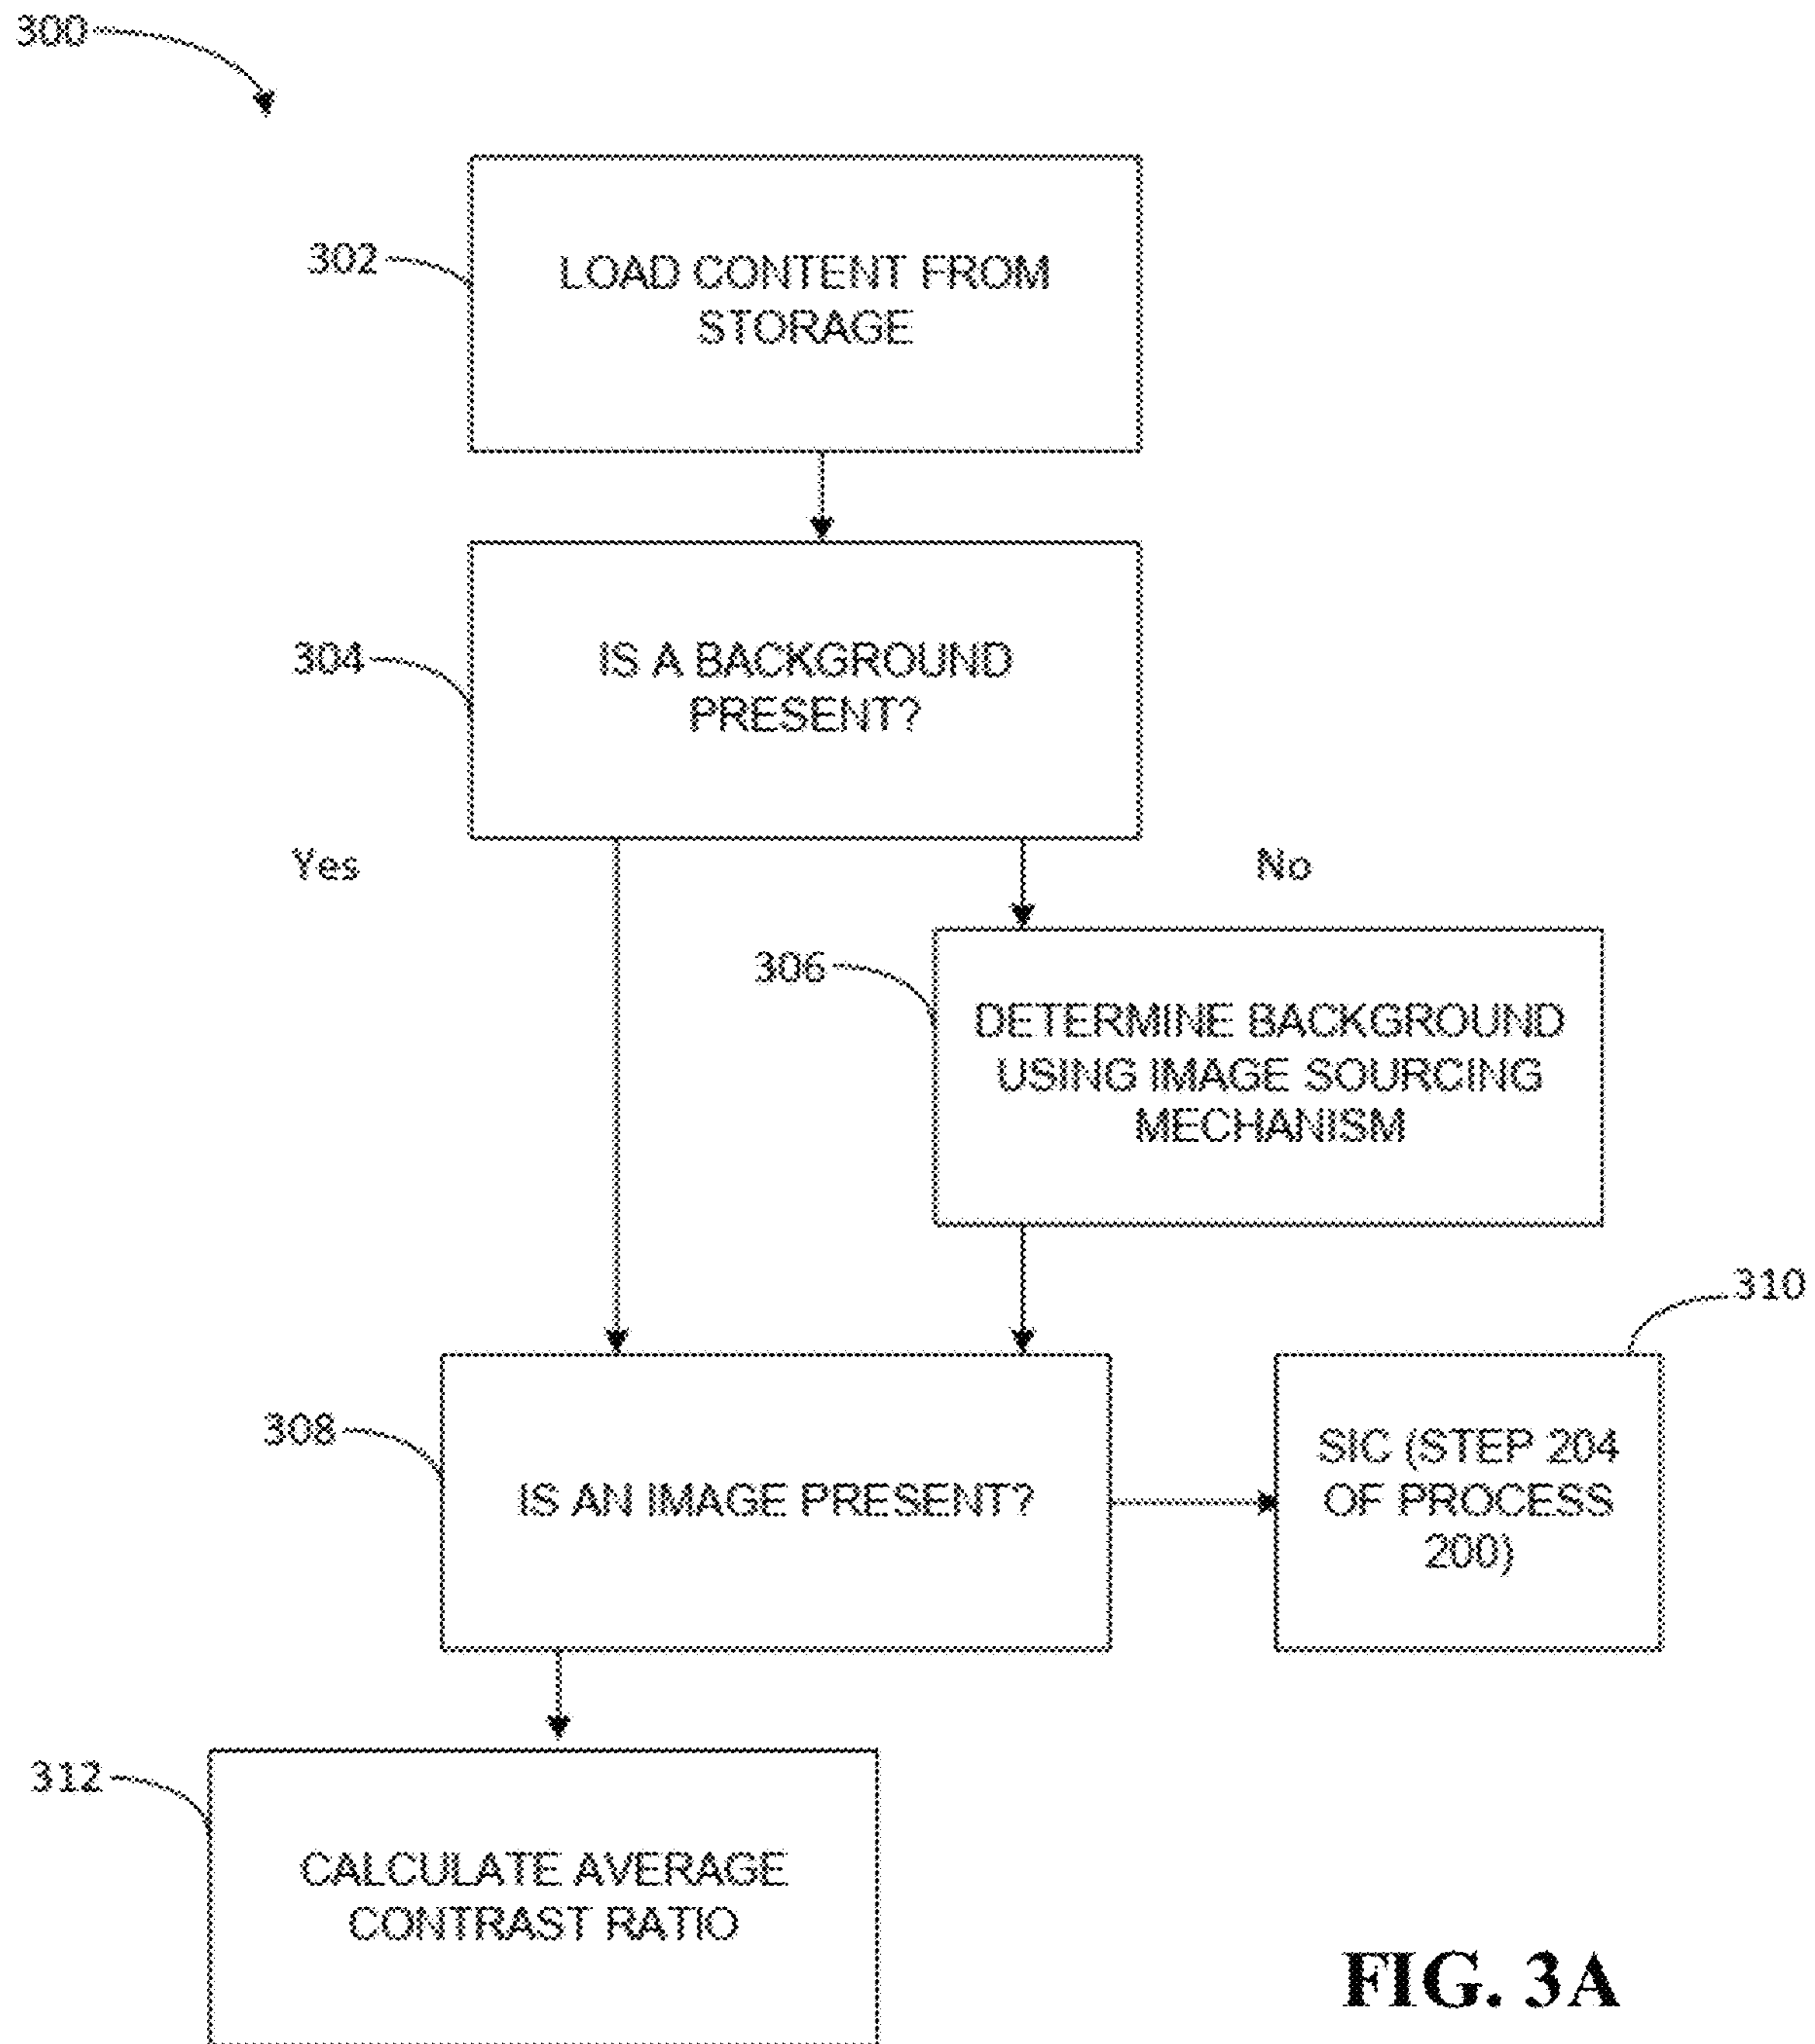 300
302
LOAD CONTENT FROM
STORAGE
304
IS A BACKGROUND
PRESENT?
Yes
No
306
DETERMINE BACKGROUND
USING IMAGE SOURCING
MECHANISM
310
308
IS AN IMAGE PRESENT?
SIC (STEP 204
OF PROCESS
200)
312
CALCULATE AVERAGE
CONTRAST RATIO
FIG. 3A